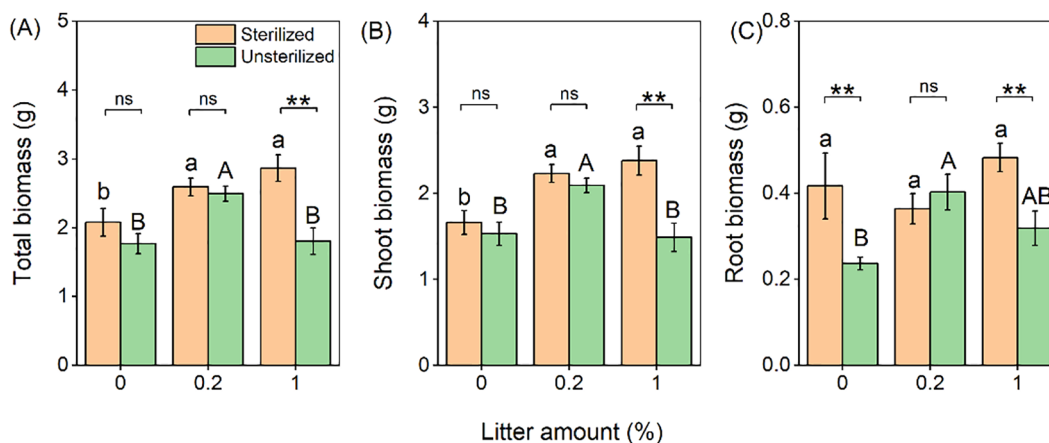 (A)
Total biomass (g)
5
4
3
2
1
0
Sterilized
Unsterilized
ns
ns
**
b
B
a
A
a
B
0
0.2
1
(B)
Shoot biomass (g)
4
3
2
1
0
ns
ns
**
b
B
a
A
a
B
0
0.2
1
(C)
Root biomass (g)
0.8
0.6
0.4
0.2
0.0
**
ns
**
a
B
a
A
a
AB
0
0.2
1
Litter amount (%)